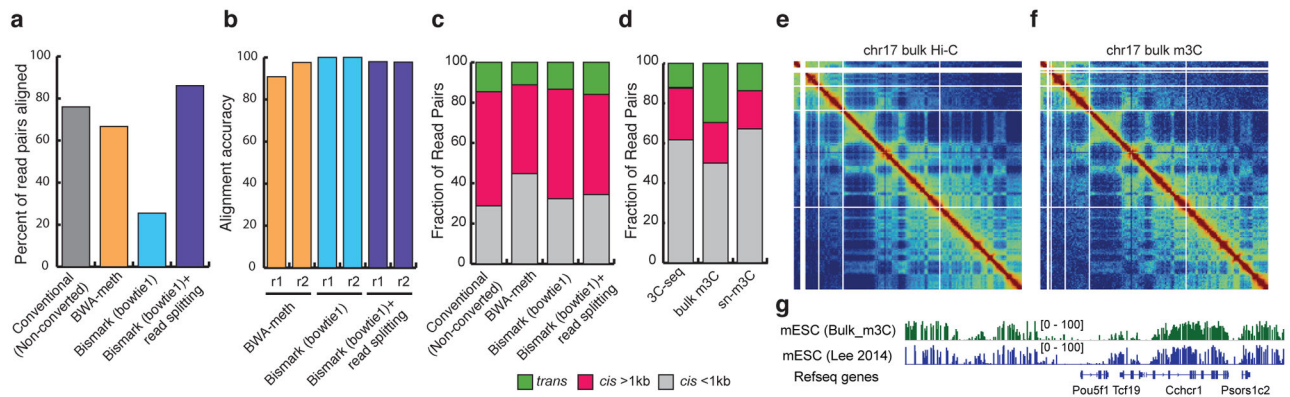 a
Percent of read pairs aligned
100
80
60
40
20
0
Conventional
(Non-converted)
BWA-meth
Bismark (bowtie1)
Bismark (bowtie1)+
read splitting
b
Alignment accuracy
100
80
60
40
20
0
r1 r2 r1 r2 r1 r2
BWA-meth
Bismark (bowtie1)
Bismark (bowtie1)+
read splitting
c
Fraction of Read Pairs
100
80
60
40
20
0
Conventional
(Non-converted)
BWA-meth
Bismark (bowtie1)
Bismark (bowtie1)+
read splitting
d
Fraction of Read Pairs
100
80
60
40
20
0
3C-seq
bulk m3C
sn-m3C
trans cis >1kb cis <1kb
e
chr17 bulk Hi-C
f
chr17 bulk m3C
g
mESC (Bulk_m3C)
[0 - 100]
mESC (Lee 2014)
[0 - 100]
Refseq genes
Pou5f1 Tcf19 Cchcr1 Psors1c2